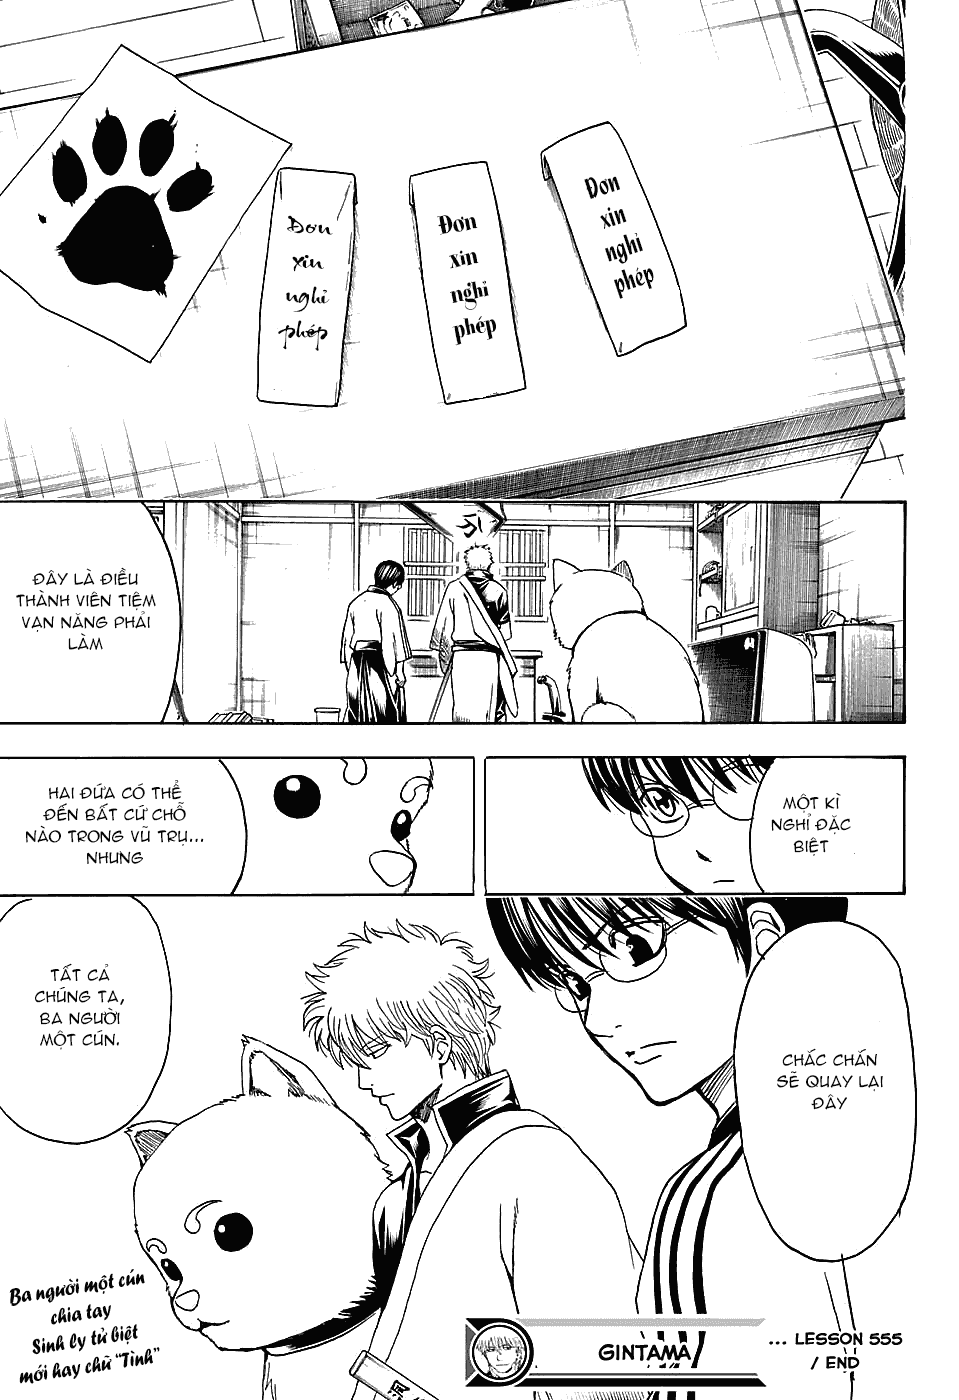 Đơn
xin
nghỉ
phép
Đơn
xin
nghỉ
phép
Đơn
xin
nghỉ
phép
ĐÂY LÀ ĐIỀU
THÀNH VIÊN TIỆM
VẠN NĂNG PHẢI
LÀM
MỘT KÌ
NGHỈ ĐẶC
BIỆT
HAI ĐỨA CÓ THỂ
ĐẾN BẤT CỨ CHỖ
NÀO TRONG VŨ TRỤ...
NHƯNG
CHẮC CHẮN
SẼ QUAY LẠI
ĐÂY
TẤT CẢ
CHÚNG TA,
BA NGƯỜI
MỘT CÚN.
Ba người một cún
chia tay
Sinh ly tử biệt
mới hay chữ "Tình"
GINTAMA
... LESSON 555
/ END